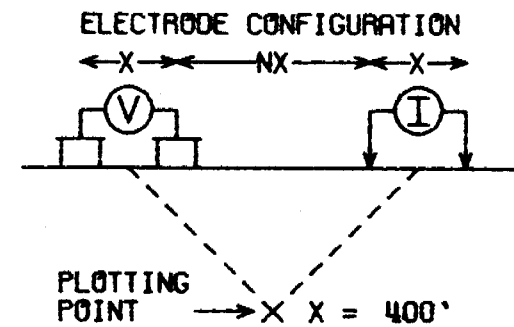 ELECTRODE CONFIGURATION
X NX X
V I
PLOTTING
POINT X X = 400'